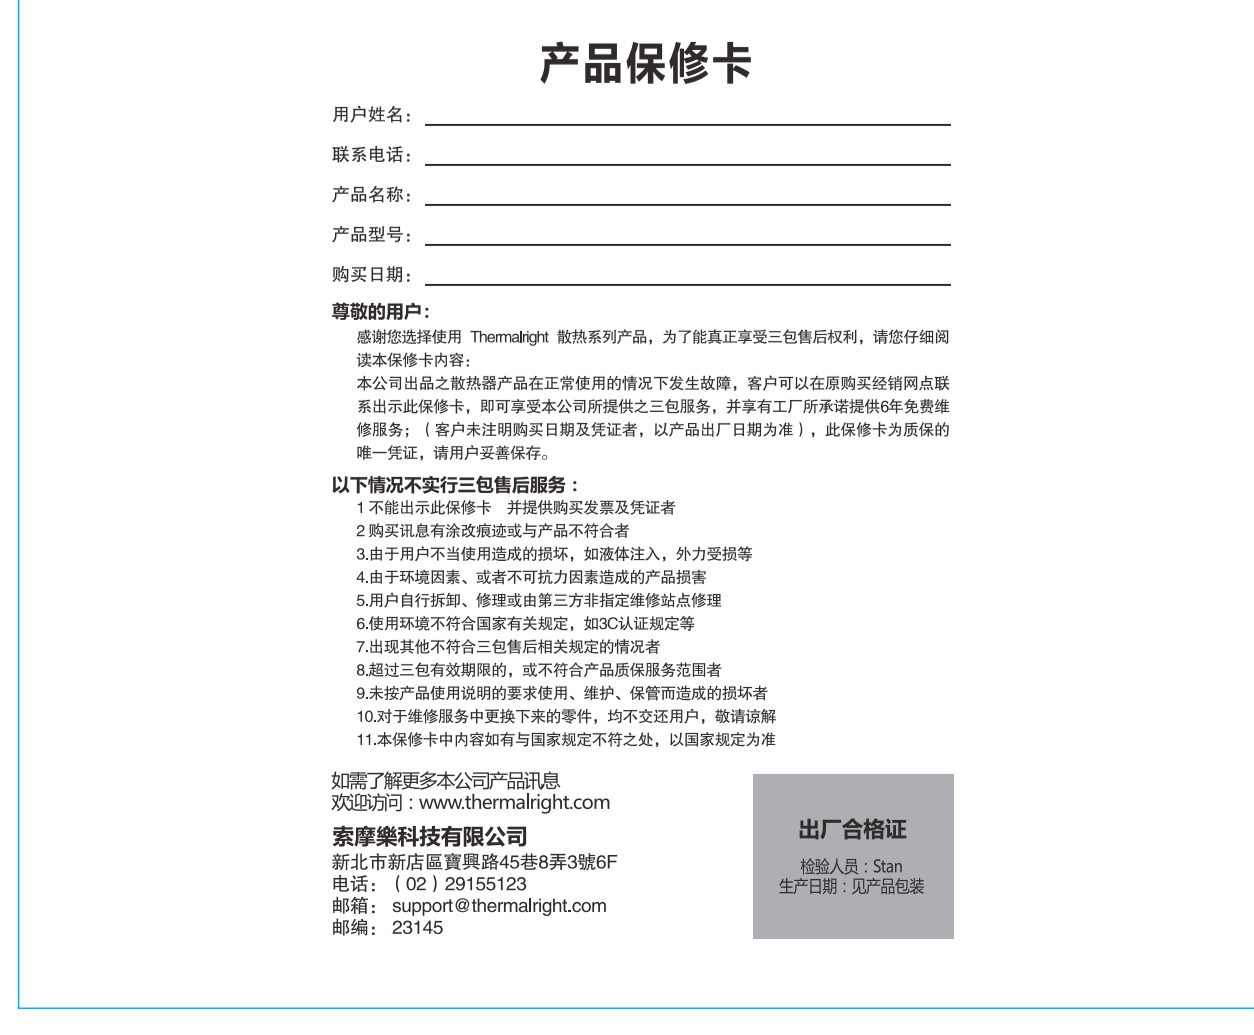 产品保修卡
用户姓名：
联系电话：
产品名称：
产品型号：
购买日期：
尊敬的用户：
感谢您选择使用 Thermalright 散热系列产品，为了能真正享受三包售后权利，请您仔细阅
读本保修卡内容：
本公司出品之散热器产品在正常使用的情况下发生故障，客户可以在原购买经销网点联
系出示此保修卡，即可享受本公司所提供之三包服务，并享有工厂所承诺提供6年免费维
修服务；（客户未注明购买日期及凭证者，以产品出厂日期为准），此保修卡为质保的
唯一凭证，请用户妥善保存。
以下情况不实行三包售后服务：
1 不能出示此保修卡 并提供购买发票及凭证者
2 购买讯息有涂改痕迹或与产品不符合者
3.由于用户不当使用造成的损坏，如液体注入，外力受损等
4.由于环境因素、或者不可抗力因素造成的产品损害
5.用户自行拆卸、修理或由第三方非指定维修站点修理
6.使用环境不符合国家有关规定，如3C认证规定等
7.出现其他不符合三包售后相关规定的情况者
8.超过三包有效期限的，或不符合产品质保服务范围者
9.未按产品使用说明的要求使用、维护、保管而造成的损坏者
10.对于维修服务中更换下来的零件，均不交还用户，敬请谅解
11.本保修卡中内容如有与国家规定不符之处，以国家规定为准
如需了解更多本公司产品讯息
欢迎访问：www.thermalright.com
索摩樂科技有限公司
新北市新店區寶興路45巷8弄3號6F
电话：（02）29155123
邮箱： support@thermalright.com
邮编： 23145
出厂合格证
检验人员：Stan
生产日期：见产品包装